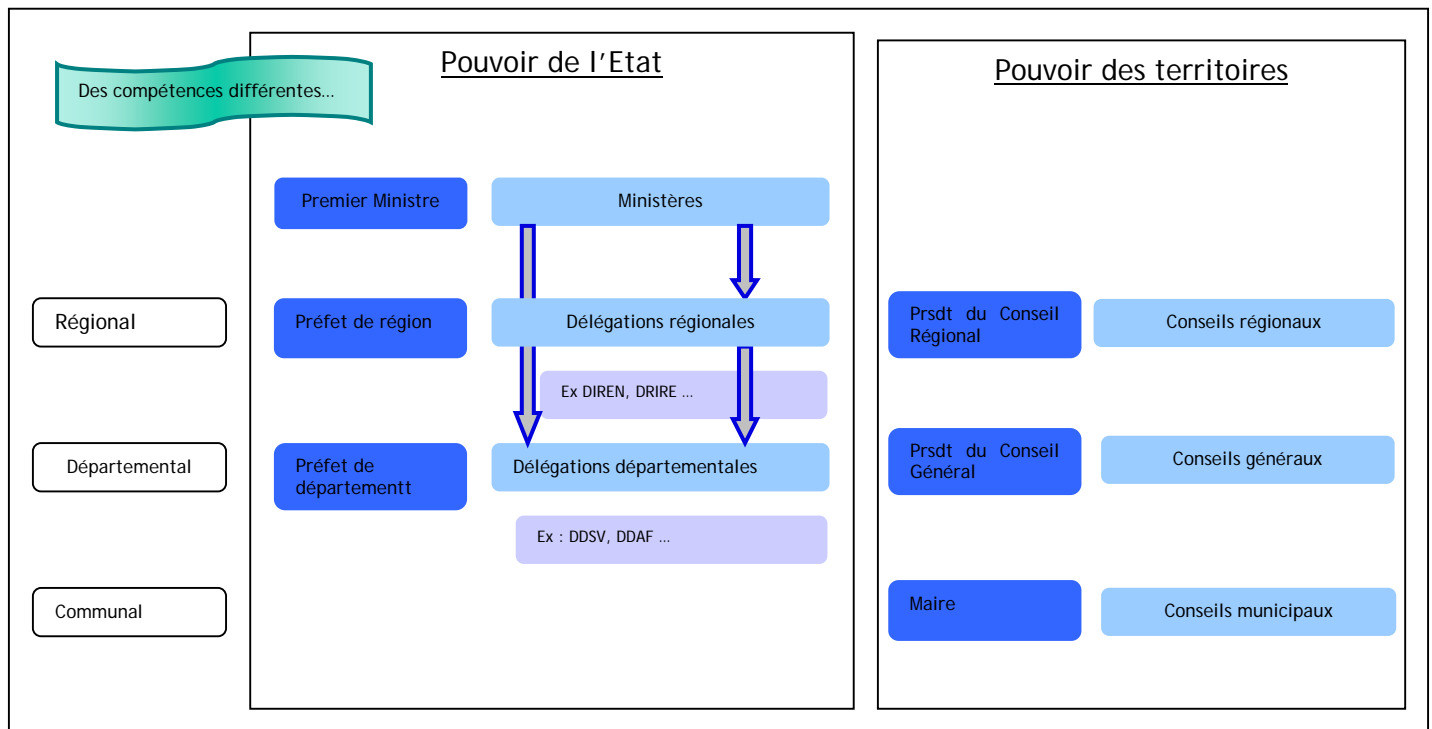 Pouvoir de l'Etat
Pouvoir des territoires
Des compétences différentes...
Premier Ministre
Ministères
Régional
Préfet de région
Délégations régionales
Prsdt du Conseil
Régional
Conseils régionaux
Ex DIREN, DRIRE ...
Départemental
Préfet de
départementt
Délégations départementales
Prsdt du Conseil
Général
Conseils généraux
Ex : DDSV, DDAF ...
Communal
Maire
Conseils municipaux